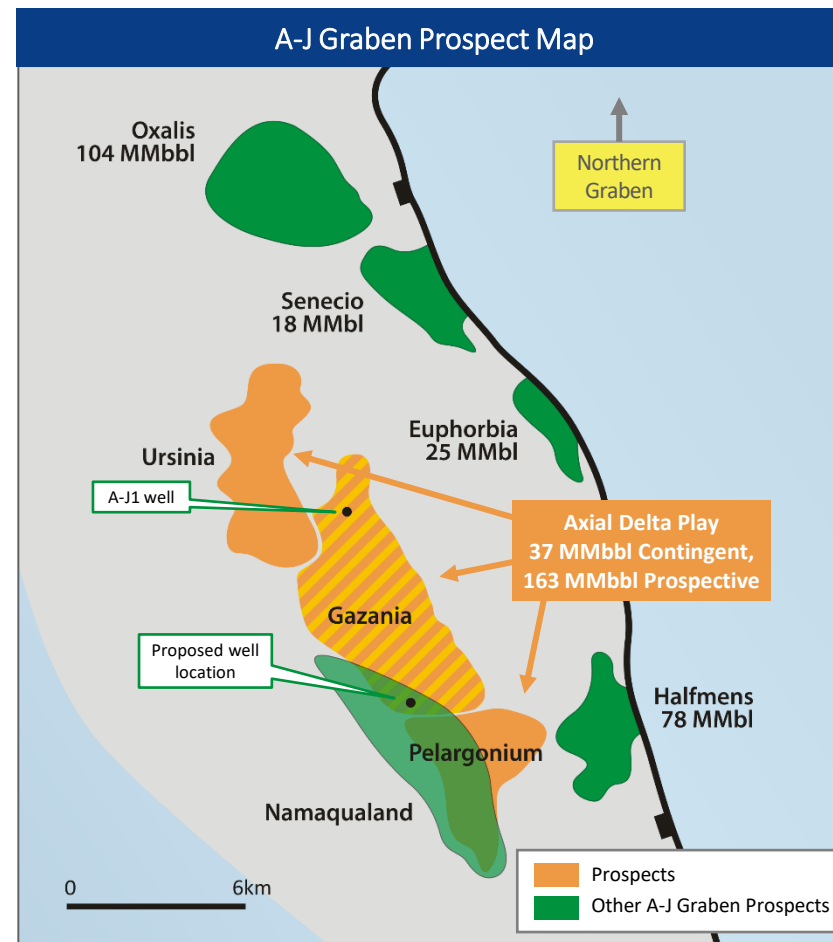 A-J Graben Prospect Map
Oxalis
104 MMbbl
Northern
Graben
Senecio
18 MMbl
Euphorbia
25 MMbl
Ursinia
A-J1 well
Axial Delta Play
37 MMbbl Contingent,
163 MMbbl Prospective
Gazania
Proposed well
location
Halfmens
78 MMbl
Pelargonium
Namaqualand
0 6km
Prospects
Other A-J Graben Prospects